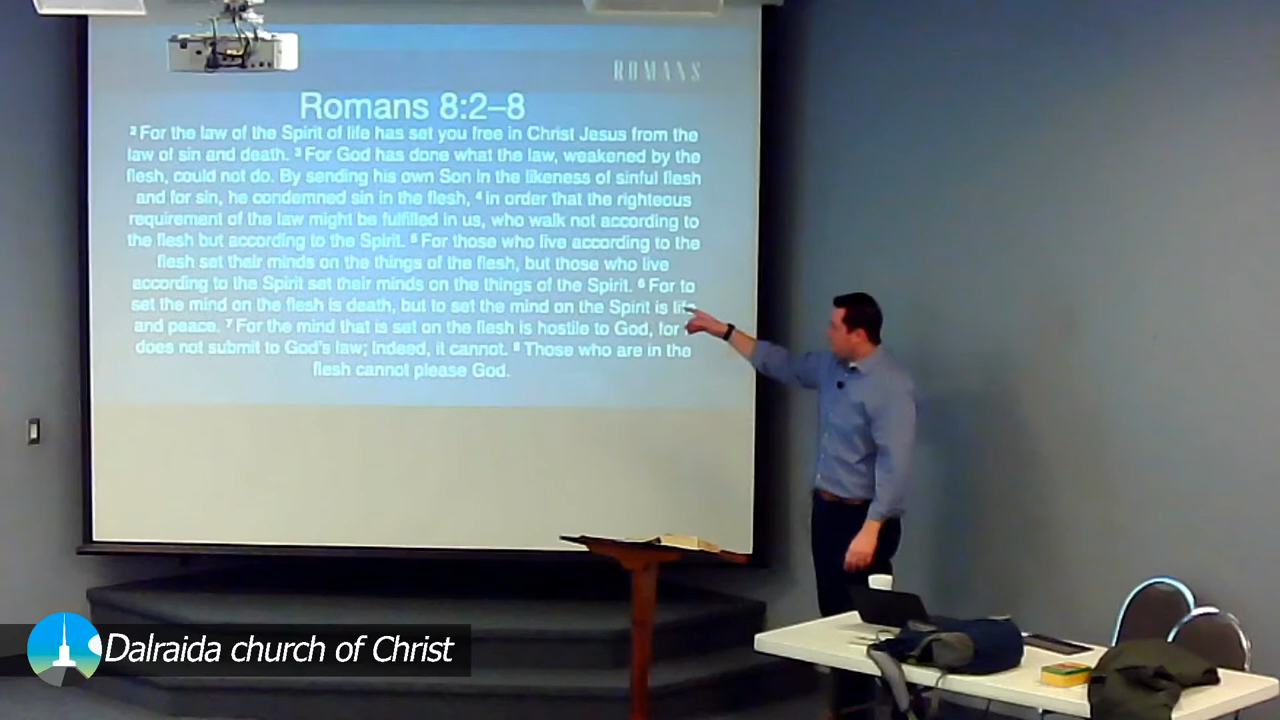 ROMANS
Romans 8:2–8
² For the law of the Spirit of life has set you free in Christ Jesus from the
law of sin and death. ³ For God has done what the law, weakened by the
flesh, could not do. By sending his own Son in the likeness of sinful flesh
and for sin, he condemned sin in the flesh, ⁴ in order that the righteous
requirement of the law might be fulfilled in us, who walk not according to
the flesh but according to the Spirit. ⁵ For those who live according to the
flesh set their minds on the things of the flesh, but those who live
according to the Spirit set their minds on the things of the Spirit. ⁶ For to
set the mind on the flesh is death, but to set the mind on the Spirit is life
and peace. ⁷ For the mind that is set on the flesh is hostile to God, for
does not submit to God's law; indeed, it cannot. ⁸ Those who are in the
flesh cannot please God.
Dalraida church of Christ